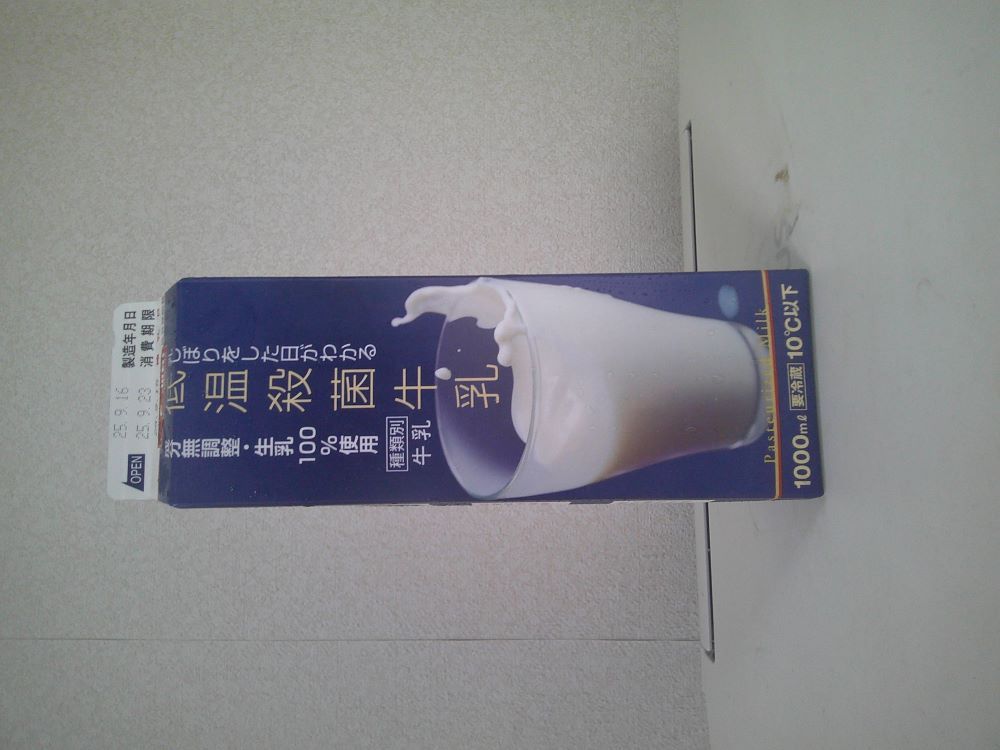 製造年月日 25. 9. 16
消費期限 25. 9. 23
OPEN
しぼりをした日がわかる
低温殺菌牛乳
分無調整・生乳100%使用
種類別
牛乳
Pasteurized Milk
1000mℓ 要冷蔵 10℃以下